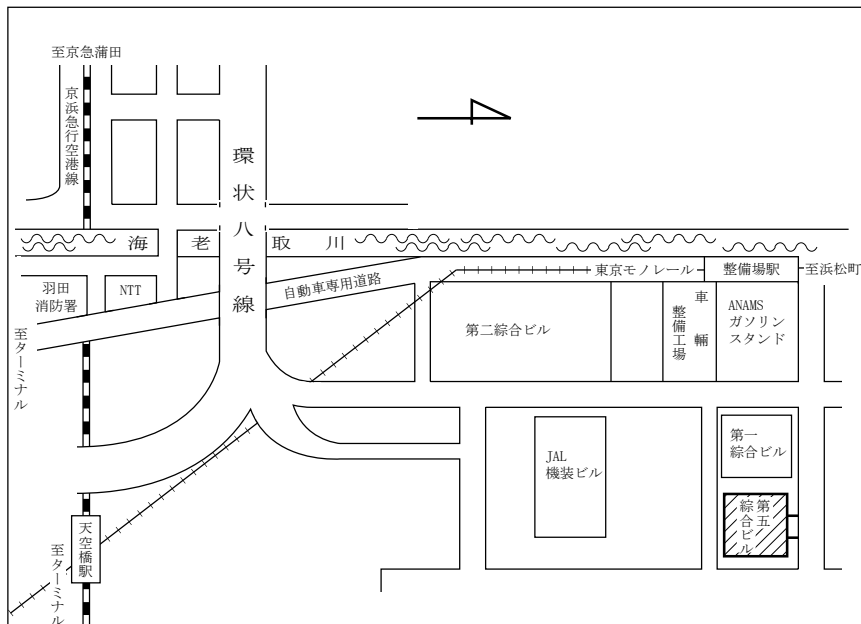 至京急蒲田
京浜急行空港線
環状八号線
海老取川
羽田
消防署
NTT
自動車専用道路
東京モノレール
整備場駅
至浜松町
至ターミナル
第二綜合ビル
車輛
整備工場
ANAMS
ガソリン
スタンド
JAL
機装ビル
第一
綜合ビル
第五
綜合ビル
天空橋駅
至ターミナル